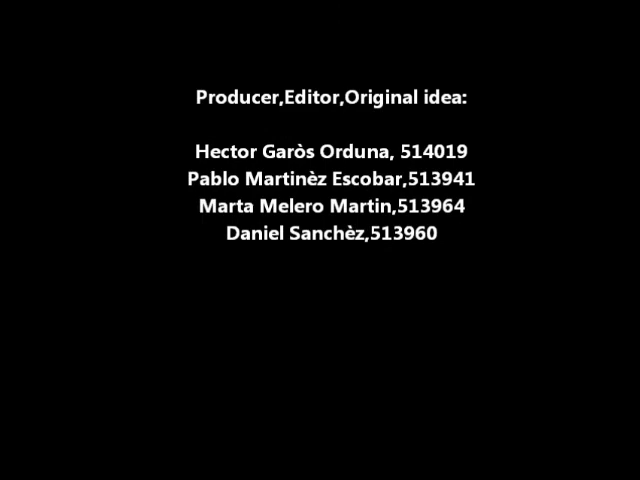 Producer,Editor,Original idea:
Hector Garòs Orduna, 514019
Pablo Martinèz Escobar,513941
Marta Melero Martin,513964
Daniel Sanchèz,513960